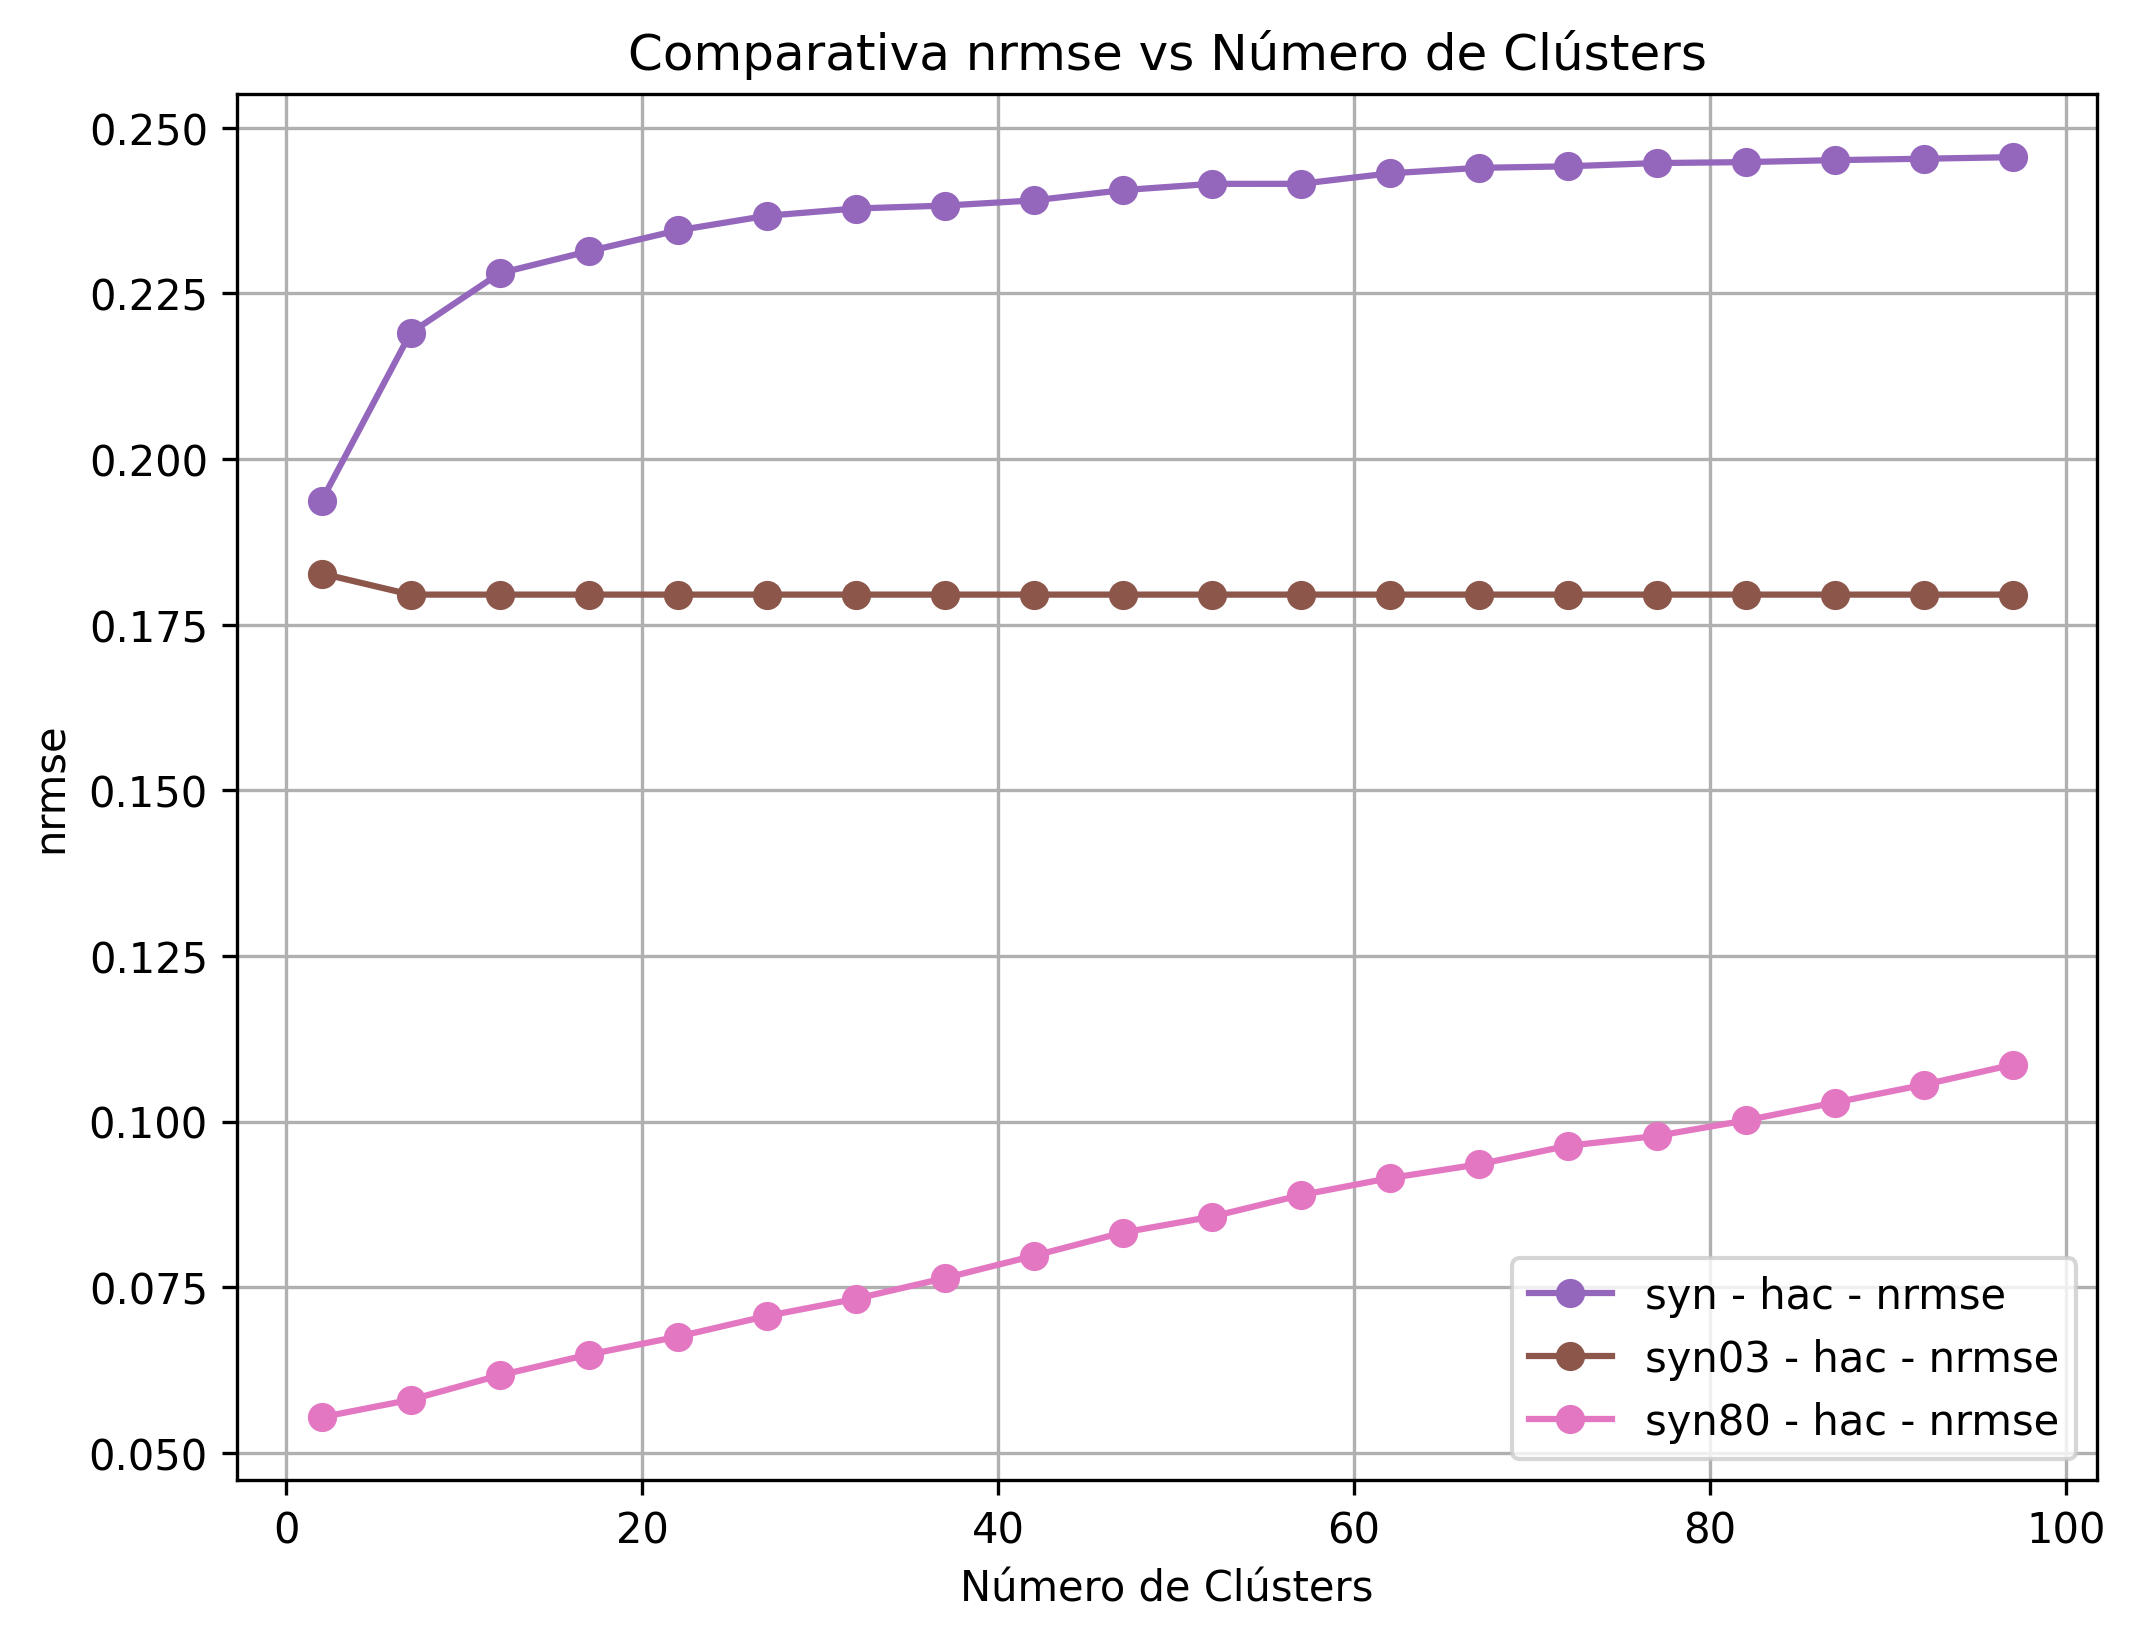 Comparativa nrmse vs Número de Clústers
0.250
0.225
0.200
0.175
0.150
0.125
0.100
0.075
0.050
nrmse
syn - hac - nrmse
syn03 - hac - nrmse
syn80 - hac - nrmse
0 20 40 60 80 100
Número de Clústers